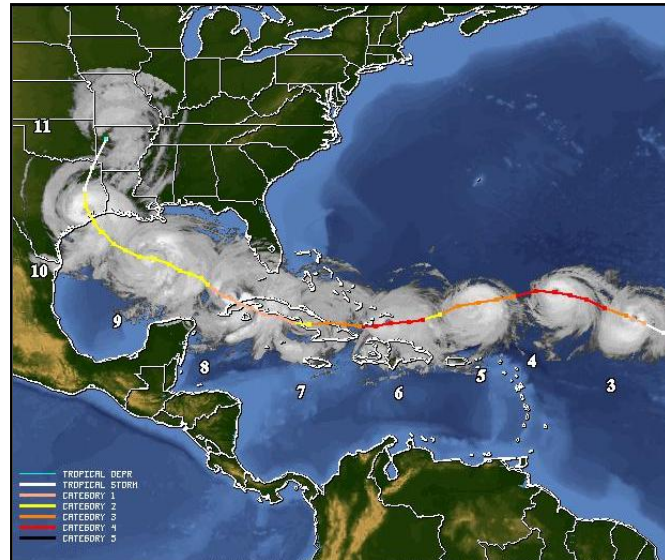 11
10
9
8
7
6
5
4
3
TROPICAL DEPR
TROPICAL STORM
CATEGORY 1
CATEGORY 2
CATEGORY 3
CATEGORY 4
CATEGORY 5